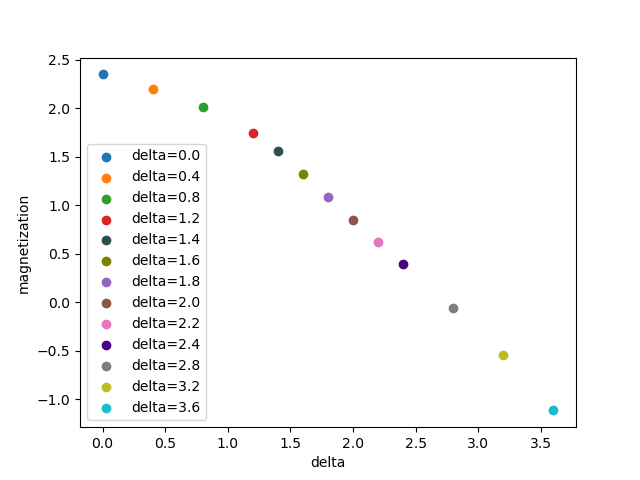 2.5
2.0
1.5
1.0
0.5
0.0
−0.5
−1.0
magnetization
delta=0.0
delta=0.4
delta=0.8
delta=1.2
delta=1.4
delta=1.6
delta=1.8
delta=2.0
delta=2.2
delta=2.4
delta=2.8
delta=3.2
delta=3.6
0.0 0.5 1.0 1.5 2.0 2.5 3.0 3.5
delta